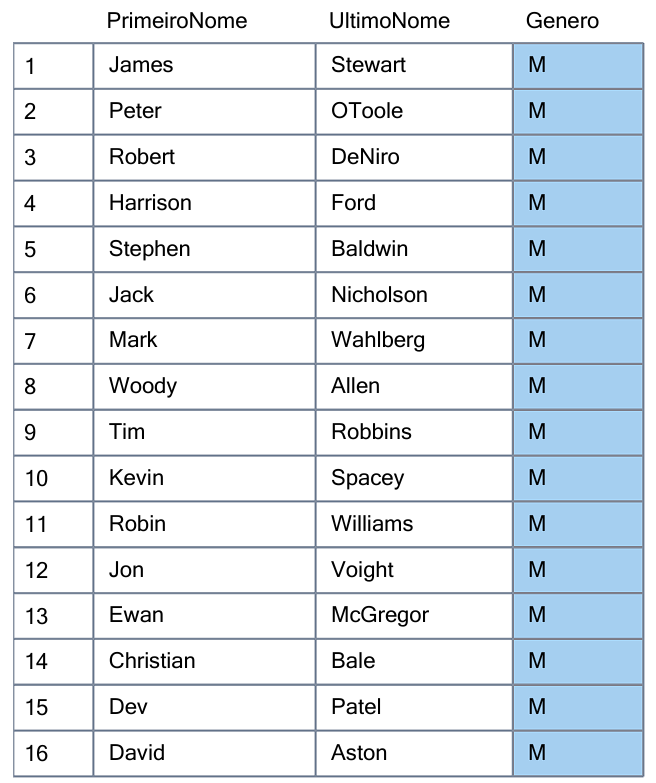 PrimeiroNome UltimoNome Genero
1 James Stewart M
2 Peter OToole M
3 Robert DeNiro M
4 Harrison Ford M
5 Stephen Baldwin M
6 Jack Nicholson M
7 Mark Wahlberg M
8 Woody Allen M
9 Tim Robbins M
10 Kevin Spacey M
11 Robin Williams M
12 Jon Voight M
13 Ewan McGregor M
14 Christian Bale M
15 Dev Patel M
16 David Aston M